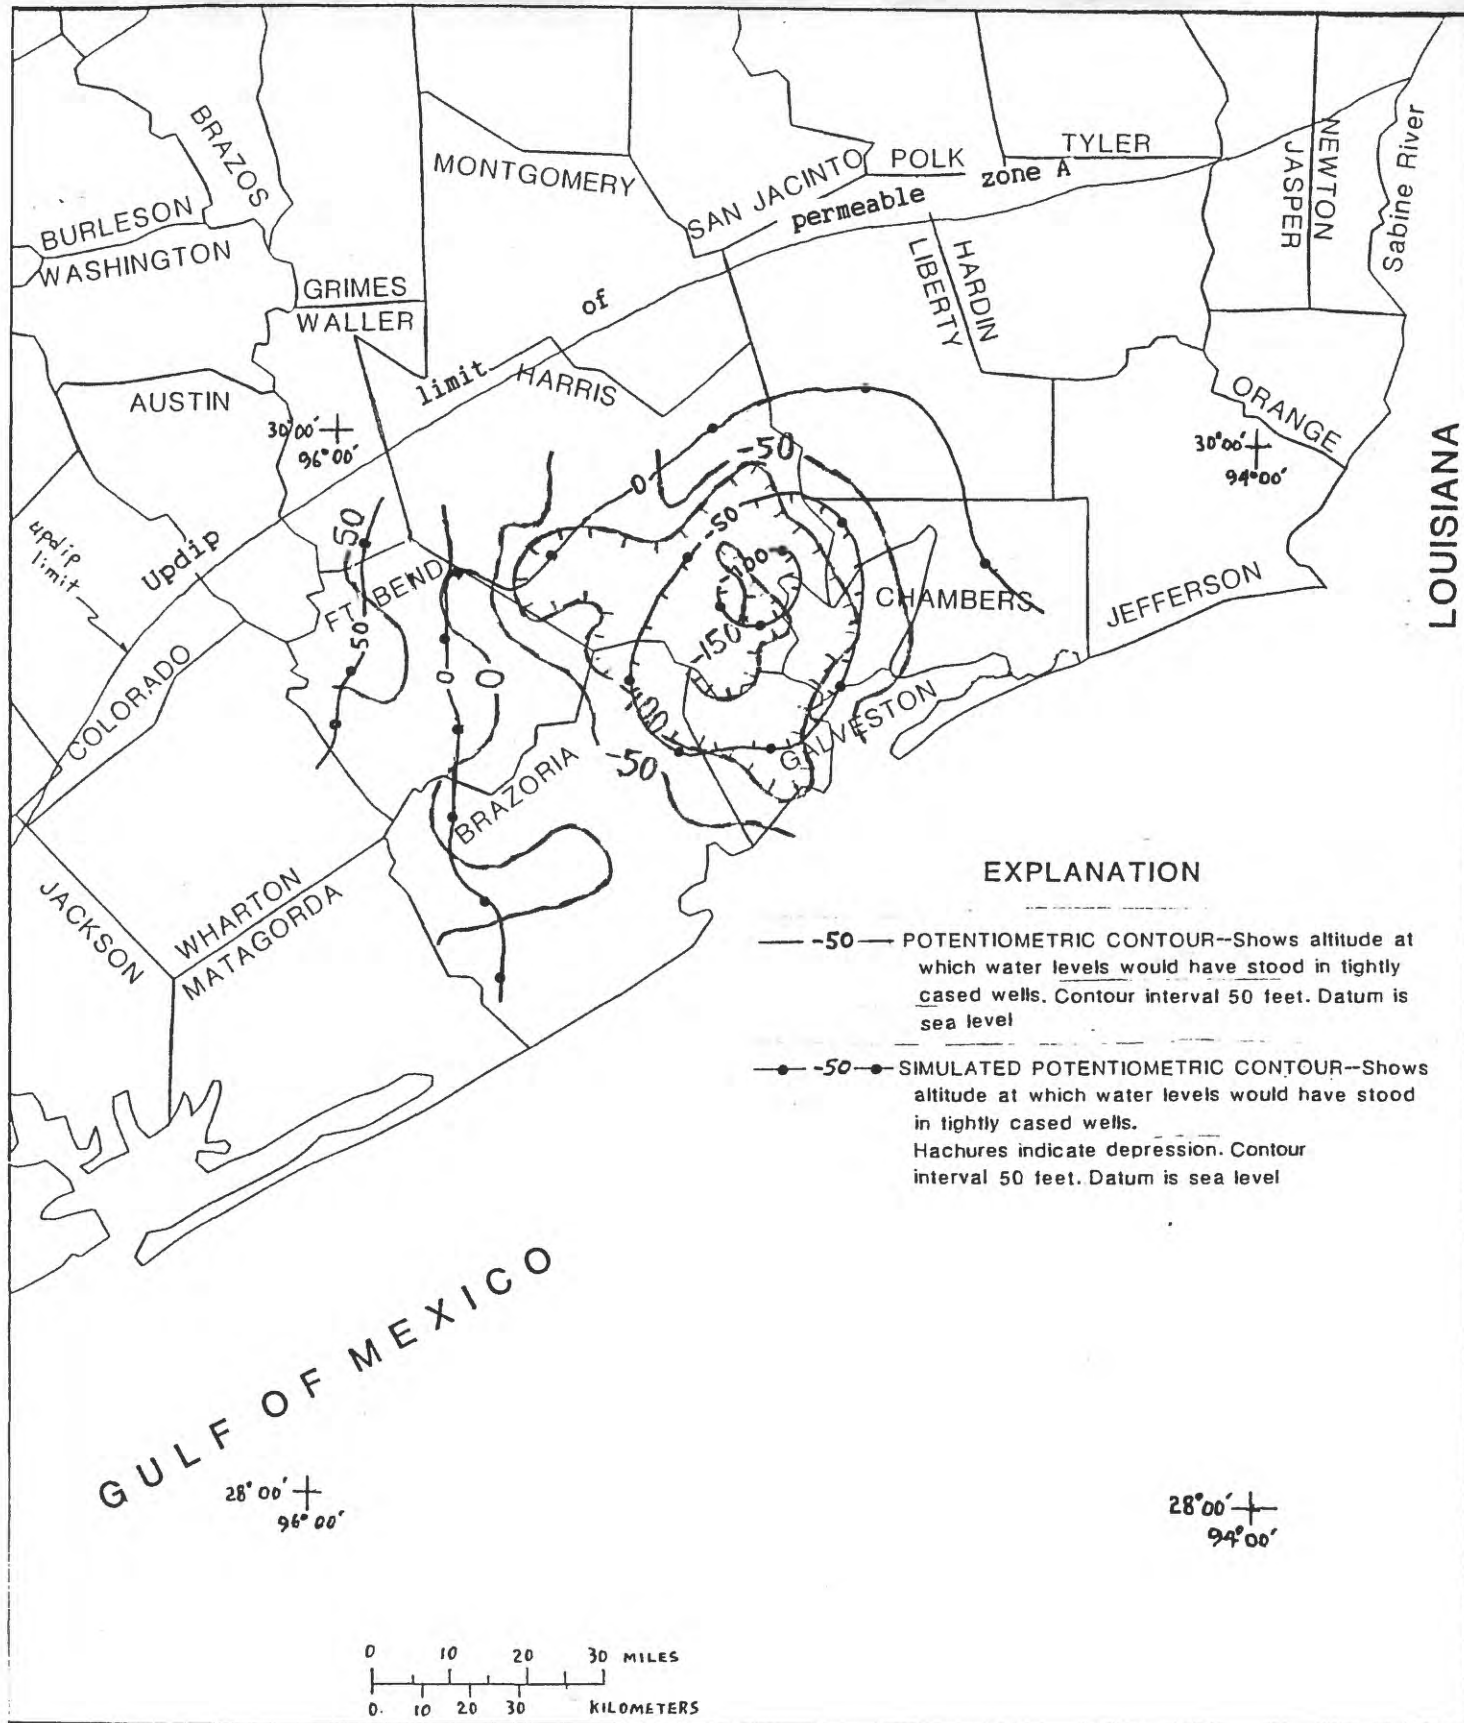 BRAZOS
BURLESON
WASHINGTON
MONTGOMERY
SAN JACINTO
POLK
TYLER
NEWTON
JASPER
Sabine River
GRIMES
WALLER
HARDIN
LIBERTY
Updip limit of permeable zone A
HARRIS
AUSTIN
ORANGE
30°00'
96°00'
30°00'
94°00'
LOUISIANA
updip
limit
-50
-50
0
-50
-100
-150
50
FT. BEND
CHAMBERS
JEFFERSON
COLORADO
0
0
-100
-50
GALVESTON
BRAZORIA
JACKSON
WHARTON
MATAGORDA
EXPLANATION
-50 POTENTIOMETRIC CONTOUR--Shows altitude at
which water levels would have stood in tightly
cased wells. Contour interval 50 feet. Datum is
sea level
-50 SIMULATED POTENTIOMETRIC CONTOUR--Shows
altitude at which water levels would have stood
in tightly cased wells.
Hachures indicate depression. Contour
interval 50 feet. Datum is sea level
GULF OF MEXICO
28°00'
96°00'
28°00'
94°00'
0 10 20 30 MILES
0. 10 20 30 KILOMETERS